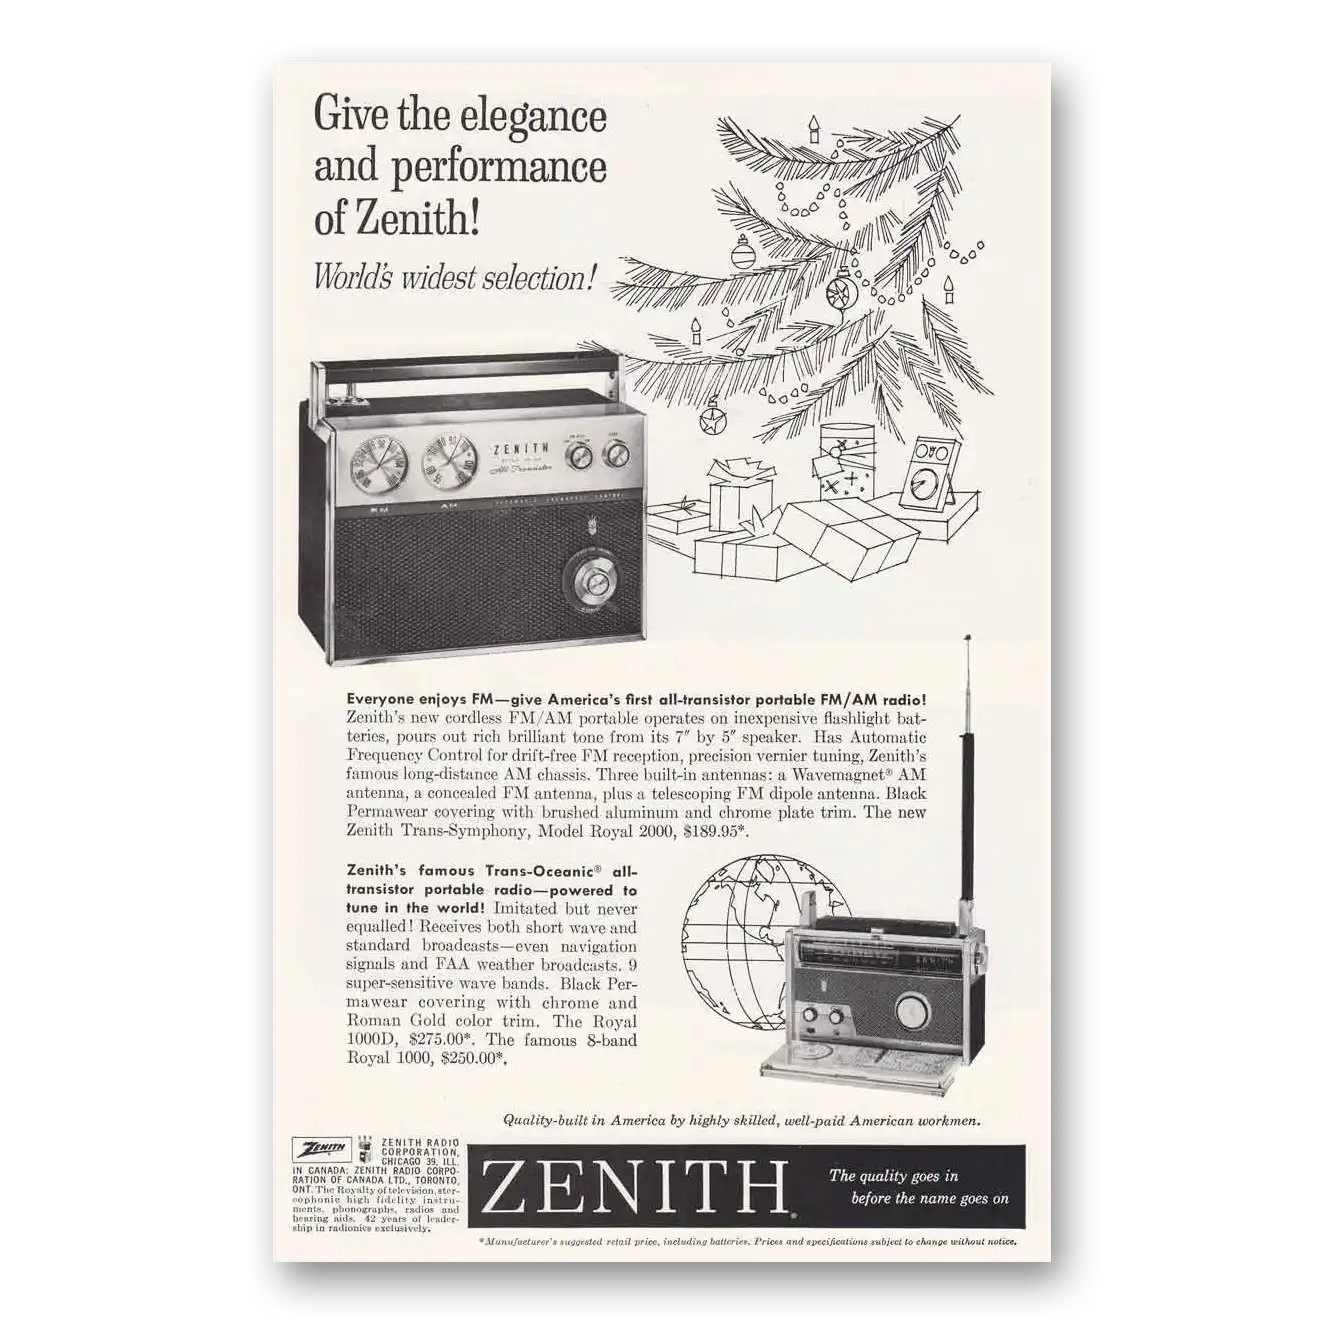 Give the elegance
and performance
of Zenith!
World's widest selection!
ZENITH
All Transistor
FM
AM
AUTOMATIC FREQUENCY CONTROL
Everyone enjoys FM—give America's first all-transistor portable FM/AM radio!
Zenith's new cordless FM/AM portable operates on inexpensive flashlight bat-
teries, pours out rich brilliant tone from its 7″ by 5″ speaker. Has Automatic
Frequency Control for drift-free FM reception, precision vernier tuning, Zenith's
famous long-distance AM chassis. Three built-in antennas: a Wavemagnet® AM
antenna, a concealed FM antenna, plus a telescoping FM dipole antenna. Black
Permawear covering with brushed aluminum and chrome plate trim. The new
Zenith Trans-Symphony, Model Royal 2000, $189.95*.
Zenith's famous Trans-Oceanic® all-
transistor portable radio—powered to
tune in the world! Imitated but never
equalled! Receives both short wave and
standard broadcasts—even navigation
signals and FAA weather broadcasts. 9
super-sensitive wave bands. Black Per-
mawear covering with chrome and
Roman Gold color trim. The Royal
1000D, $275.00*. The famous 8-band
Royal 1000, $250.00*.
ZENITH
Quality-built in America by highly skilled, well-paid American workmen.
ZENITH
ZENITH RADIO
CORPORATION,
CHICAGO 39, ILL.
IN CANADA: ZENITH RADIO CORPO-
RATION OF CANADA LTD., TORONTO,
ONT. The Royalty of television, ster-
eophonic high fidelity instru-
ments, phonographs, radios and
hearing aids. 42 years of leader-
ship in radionics exclusively.
ZENITH®
The quality goes in
before the name goes on
*Manufacturer's suggested retail price, including batteries. Prices and specifications subject to change without notice.